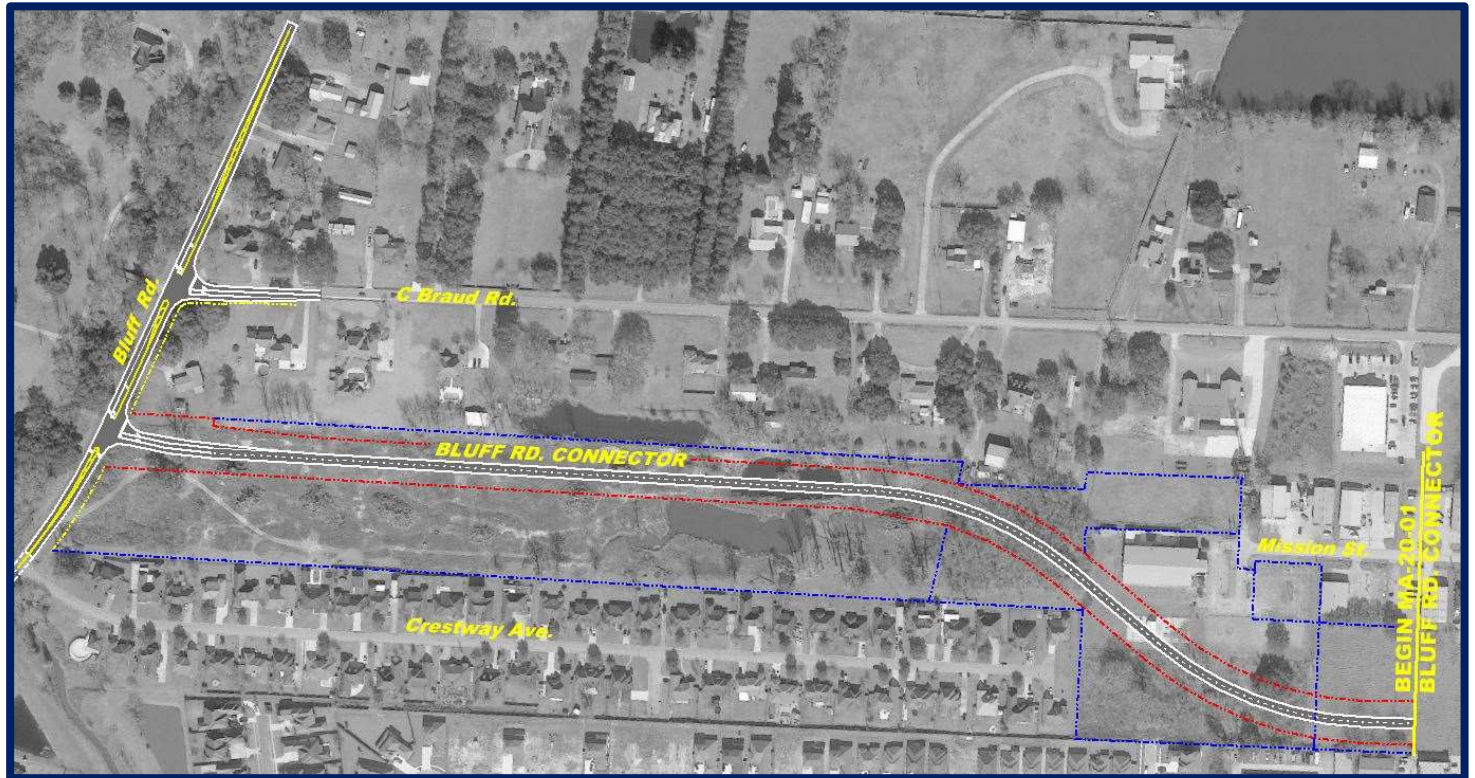 Bluff Rd.
C Braud Rd.
BLUFF RD. CONNECTOR
Mission St.
Crestway Ave.
BEGIN MA-20-01
BLUFF RD. CONNECTOR